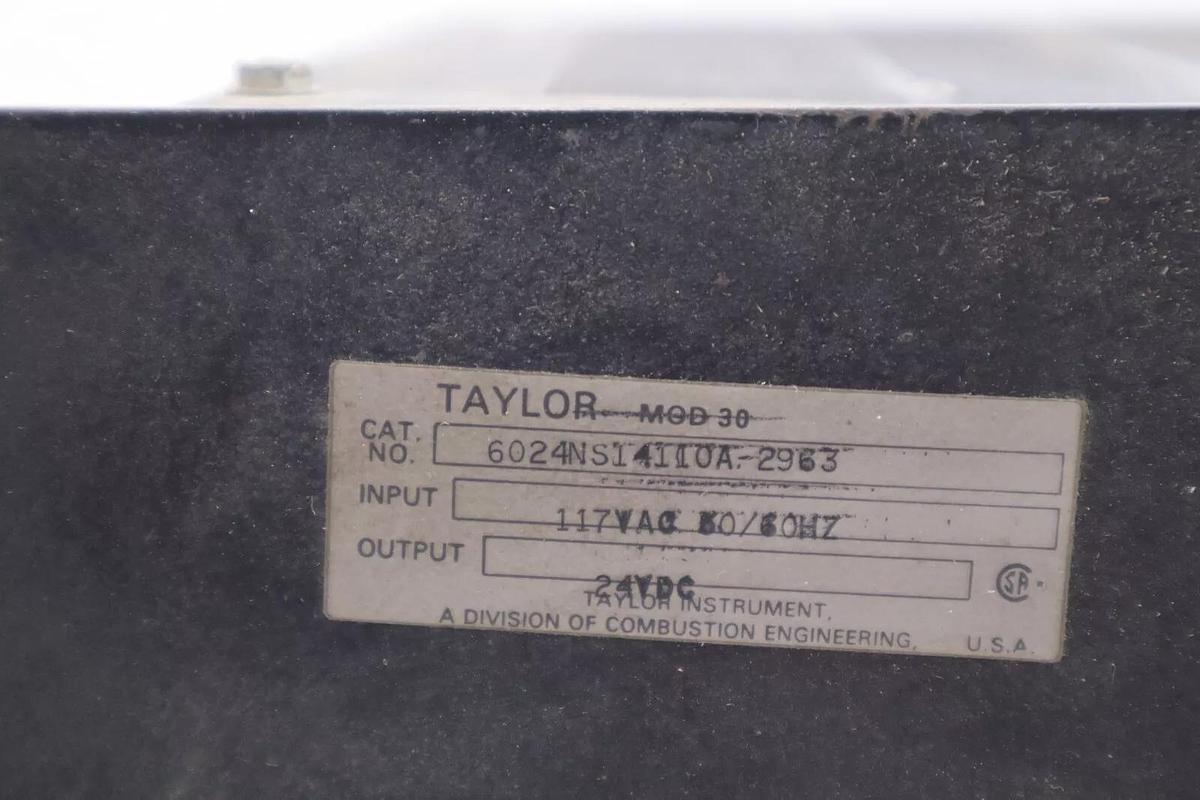 TAYLOR MOD 30
CAT. NO. 6024NS14110A-2963
INPUT 117VAC 50/60HZ
OUTPUT 24VDC
TAYLOR INSTRUMENT,
A DIVISION OF COMBUSTION ENGINEERING, U.S.A.